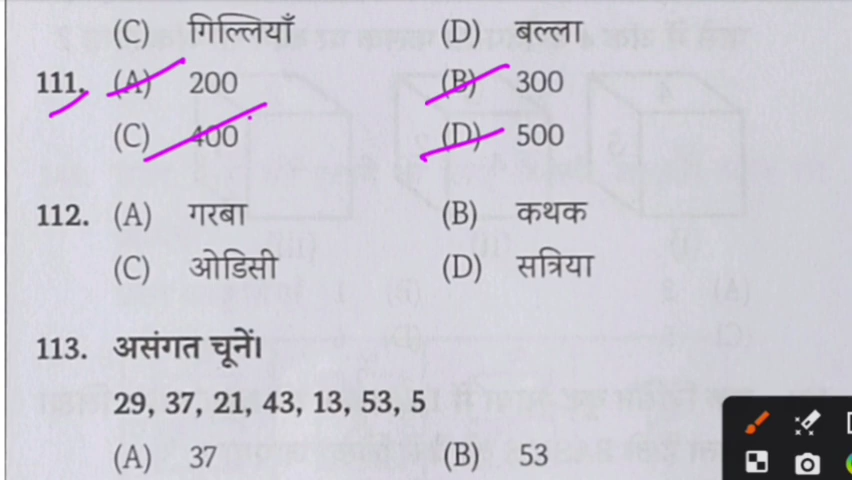 (C) गिल्लियाँ (D) बल्ला
111. (A) 200 (B) 300
(C) 400 (D) 500
112. (A) गरबा (B) कथक
(C) ओडिसी (D) सत्रिया
113. असंगत चूनें।
29, 37, 21, 43, 13, 53, 5
(A) 37 (B) 53